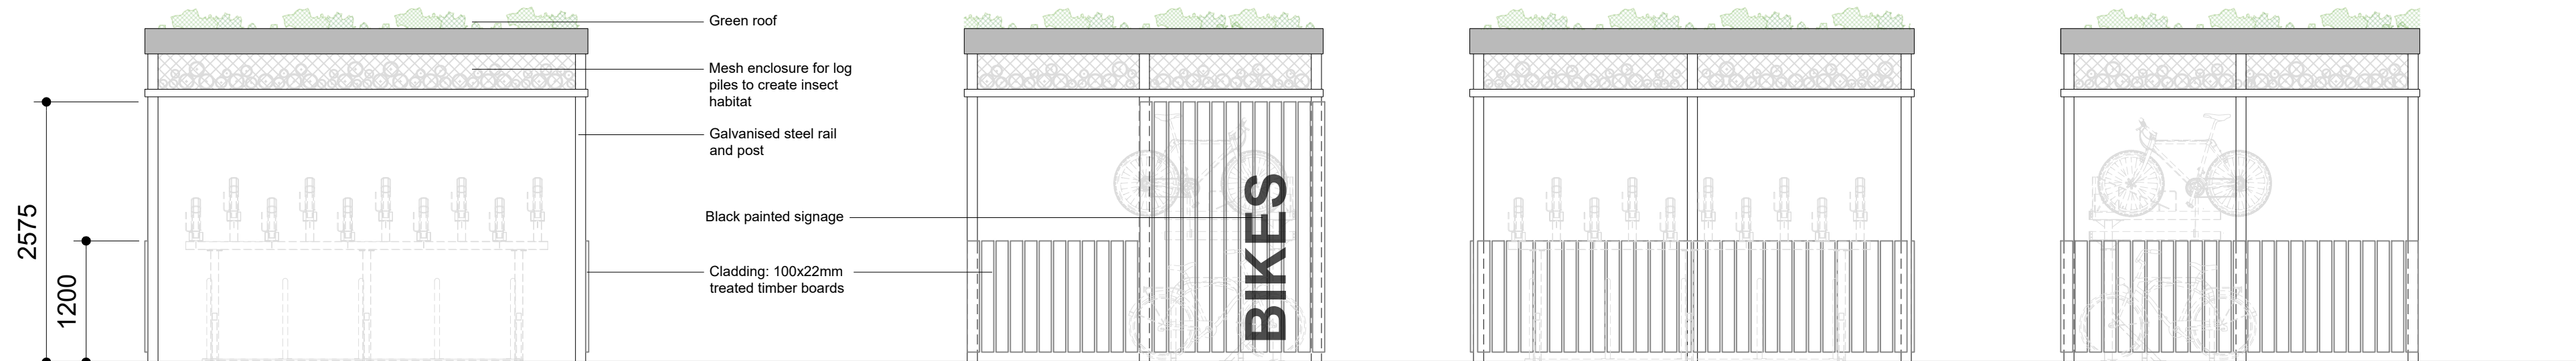 Green roof
Mesh enclosure for log
piles to create insect
habitat
Galvanised steel rail
and post
Black painted signage
Cladding: 100x22mm
treated timber boards
2575
1200
BIKES